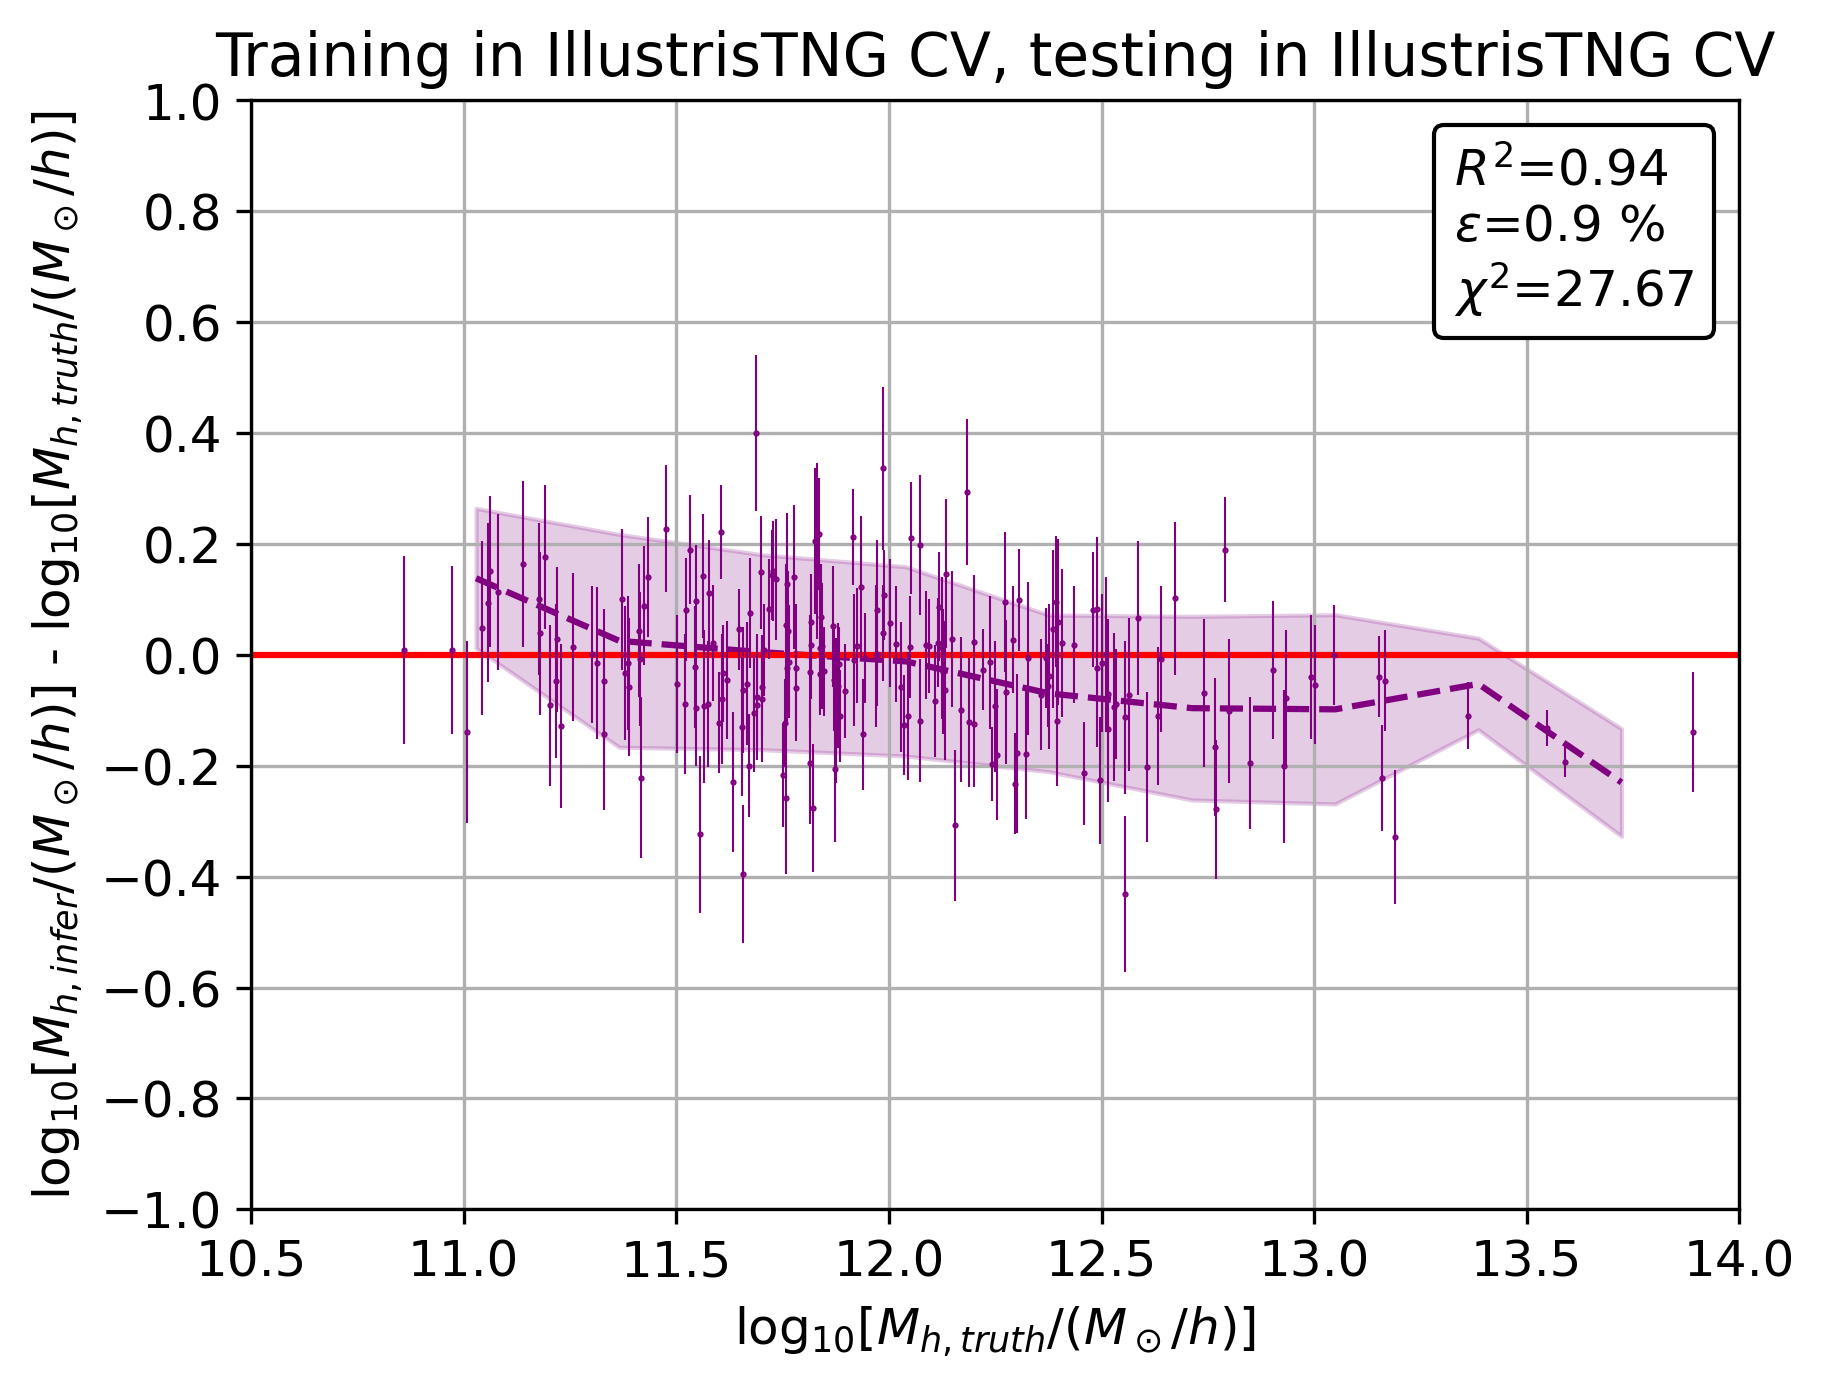 Training in IllustrisTNG CV, testing in IllustrisTNG CV
log₁₀[M_{h,infer}/(M_⊙/h)] - log₁₀[M_{h,truth}/(M_⊙/h)]
1.0
0.8
0.6
0.4
0.2
0.0
−0.2
−0.4
−0.6
−0.8
−1.0
R²=0.94
ε=0.9 %
χ²=27.67
10.5 11.0 11.5 12.0 12.5 13.0 13.5 14.0
log₁₀[M_{h,truth}/(M_⊙/h)]